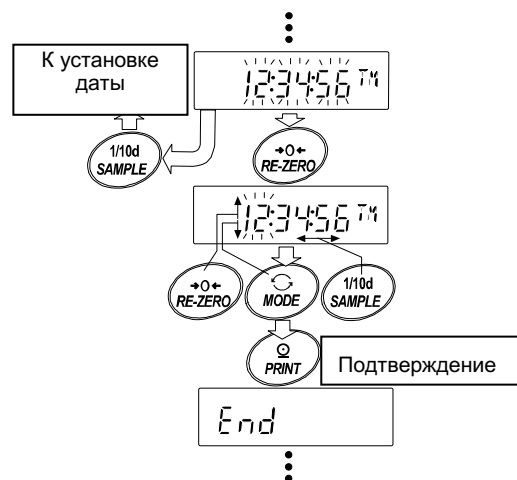 К установке
даты
12:34:56 TM
1/10d
SAMPLE
→0←
RE-ZERO
12:34:56 TM
→0←
RE-ZERO
MODE
1/10d
SAMPLE
PRINT
Подтверждение
End